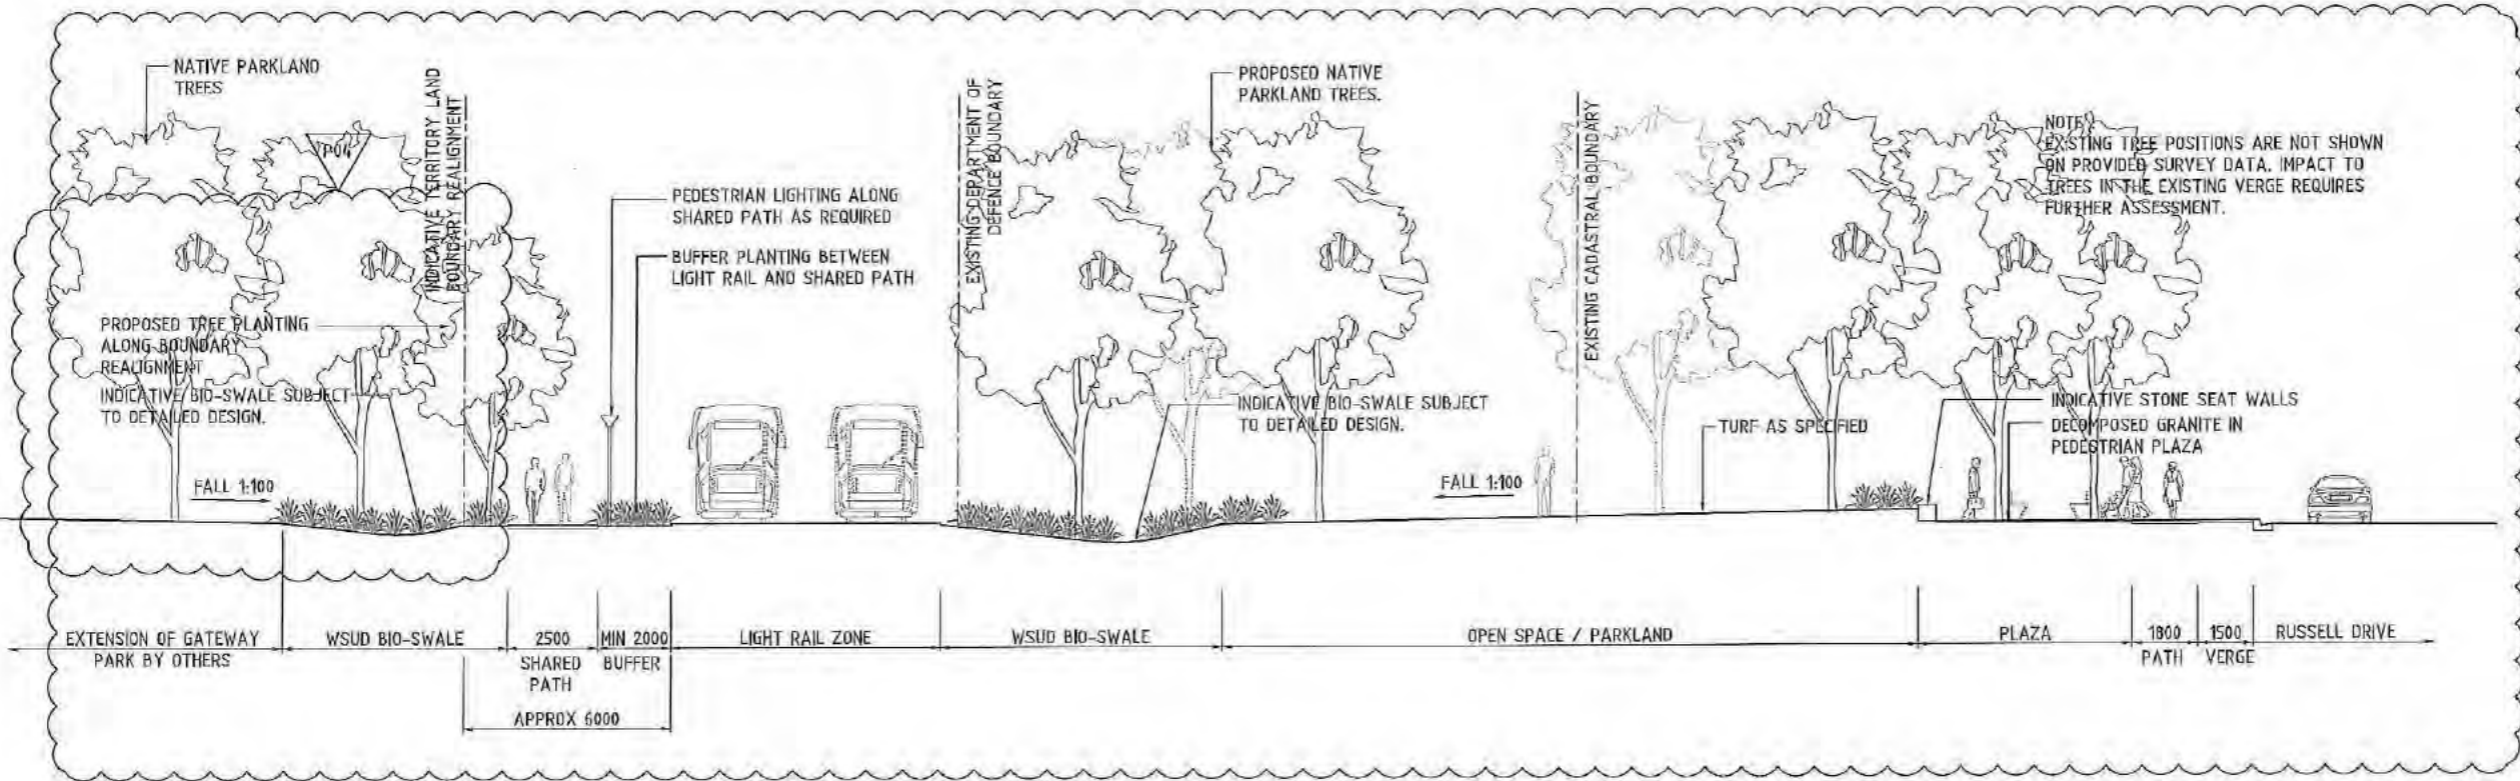 NATIVE PARKLAND
TREES
P04
INDICATIVE TERRITORY LAND
BOUNDARY REALIGNMENT
PEDESTRIAN LIGHTING ALONG
SHARED PATH AS REQUIRED
BUFFER PLANTING BETWEEN
LIGHT RAIL AND SHARED PATH
EXISTING DEPARTMENT OF
DEFENCE BOUNDARY
PROPOSED NATIVE
PARKLAND TREES.
EXISTING CADASTRAL BOUNDARY
NOTE
EXISTING TREE POSITIONS ARE NOT SHOWN
ON PROVIDED SURVEY DATA. IMPACT TO
TREES IN THE EXISTING VERGE REQUIRES
FURTHER ASSESSMENT.
PROPOSED TREE PLANTING
ALONG BOUNDARY
REALIGNMENT
INDICATIVE BIO-SWALE SUBJECT
TO DETAILED DESIGN.
INDICATIVE BIO-SWALE SUBJECT
TO DETAILED DESIGN.
TURF AS SPECIFIED
INDICATIVE STONE SEAT WALLS
DECOMPOSED GRANITE IN
PEDESTRIAN PLAZA
FALL 1:100
FALL 1:100
EXTENSION OF GATEWAY
PARK BY OTHERS
WSUD BIO-SWALE
2500
SHARED
PATH
MIN 2000
BUFFER
APPROX 6000
LIGHT RAIL ZONE
WSUD BIO-SWALE
OPEN SPACE / PARKLAND
PLAZA
1800
PATH
1500
VERGE
RUSSELL DRIVE